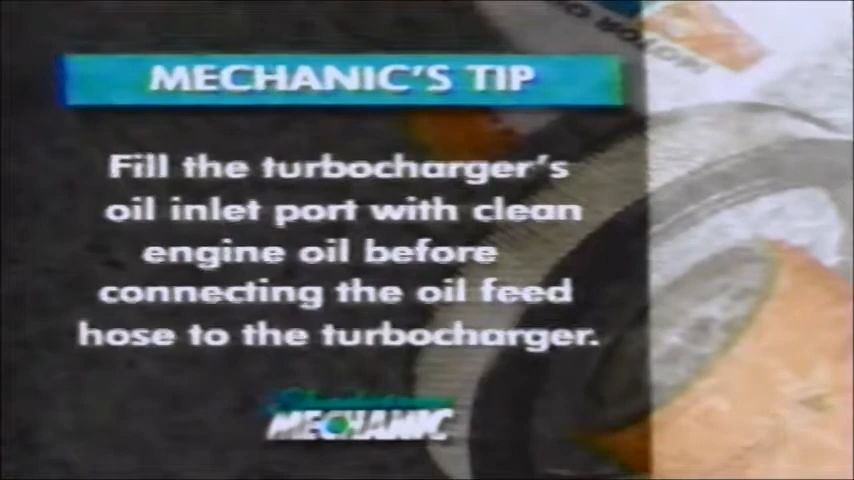 MECHANIC'S TIP
Fill the turbocharger's
oil inlet port with clean
engine oil before
connecting the oil feed
hose to the turbocharger.
MECHANIC
MOTOR